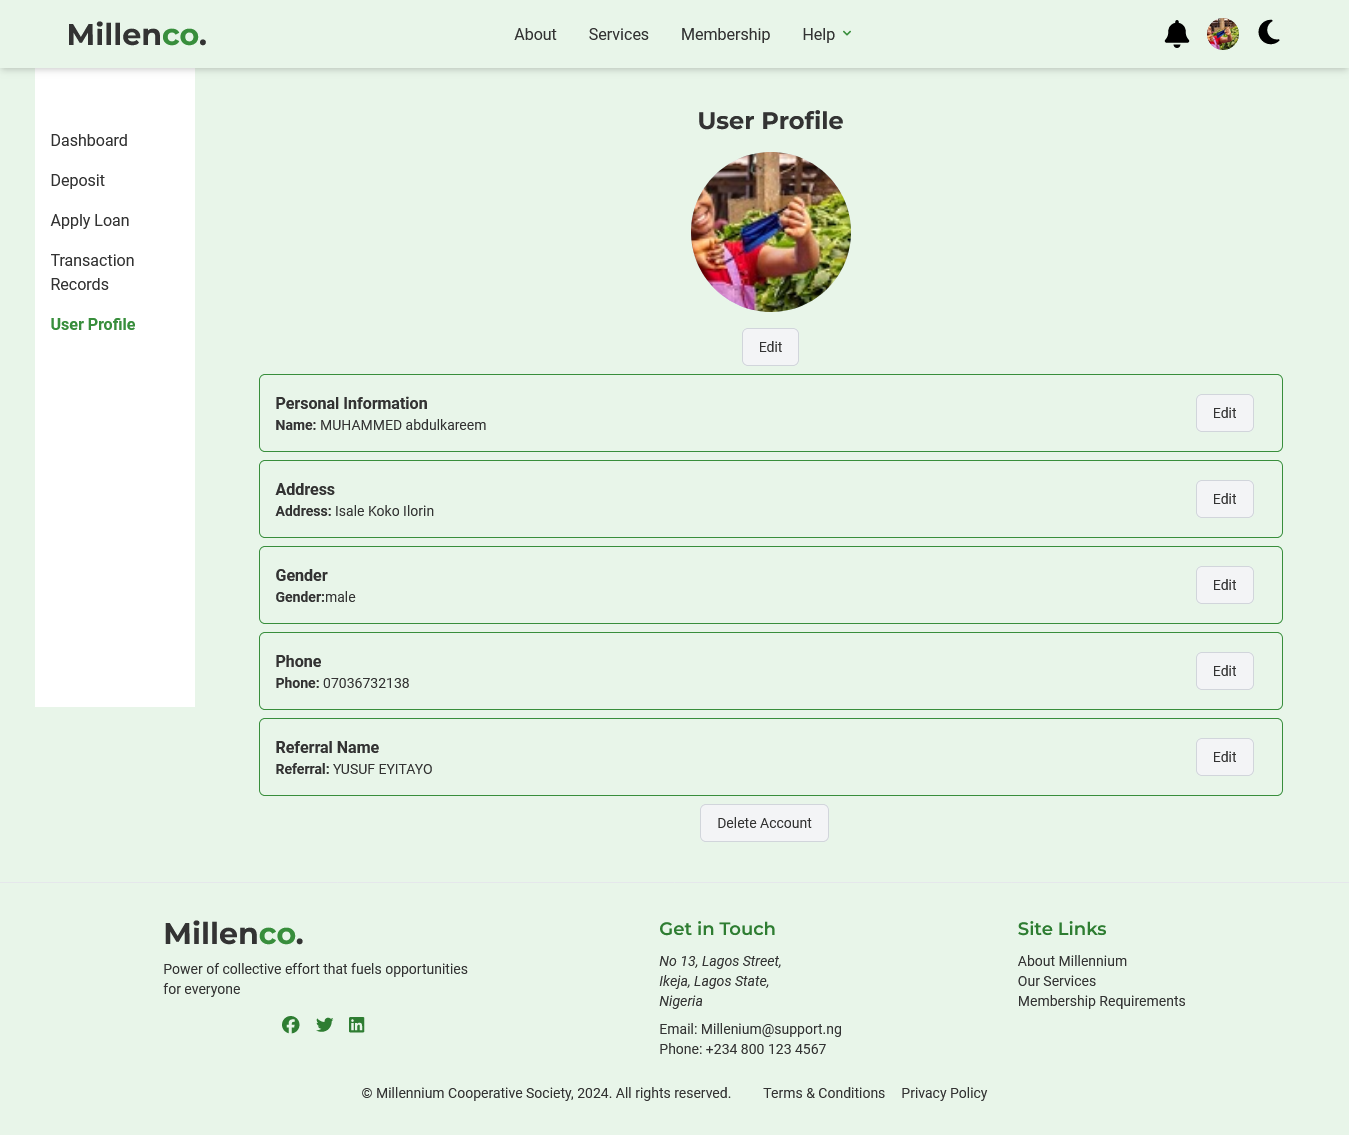 Millenco.
About
Services
Membership
Help
Dashboard
Deposit
Apply Loan
Transaction
Records
User Profile
User Profile
Edit
Personal Information
Name: MUHAMMED abdulkareem
Edit
Address
Address: Isale Koko Ilorin
Edit
Gender
Gender:male
Edit
Phone
Phone: 07036732138
Edit
Referral Name
Referral: YUSUF EYITAYO
Edit
Delete Account
Millenco.
Power of collective effort that fuels opportunities
for everyone
Get in Touch
No 13, Lagos Street,
Ikeja, Lagos State,
Nigeria
Email: Millenium@support.ng
Phone: +234 800 123 4567
Site Links
About Millennium
Our Services
Membership Requirements
© Millennium Cooperative Society, 2024. All rights reserved.
Terms & Conditions
Privacy Policy